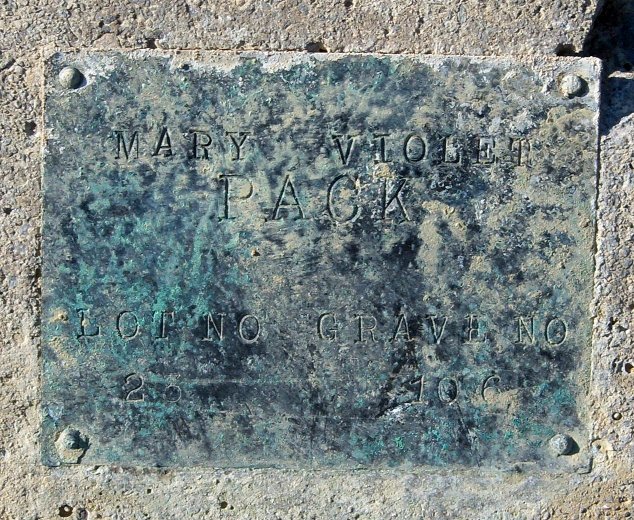 MARY VIOLET
PACK
LOT NO GRAVE NO
106